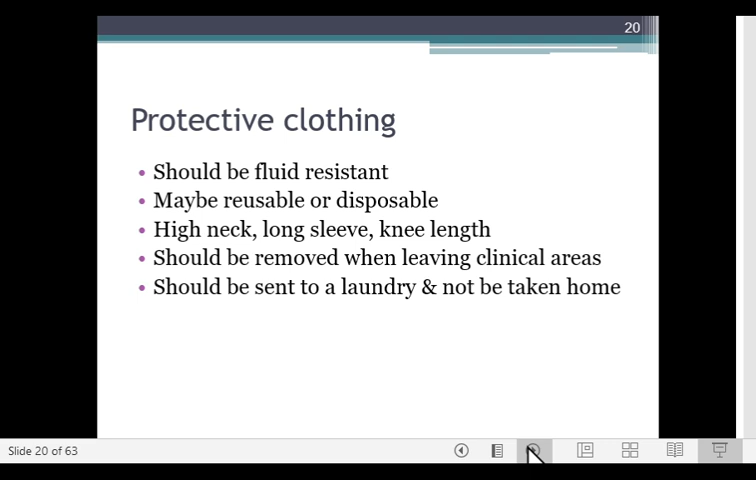 20
Protective clothing
• Should be fluid resistant
• Maybe reusable or disposable
• High neck, long sleeve, knee length
• Should be removed when leaving clinical areas
• Should be sent to a laundry & not be taken home
Slide 20 of 63